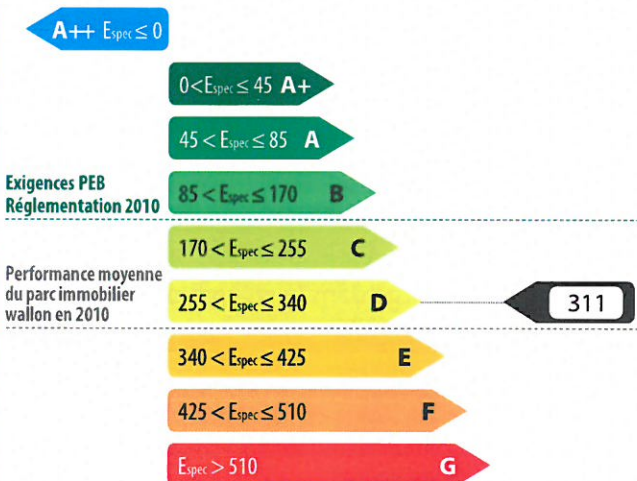 A++ Espec ≤ 0
0 < Espec ≤ 45 A+
45 < Espec ≤ 85 A
Exigences PEB
Réglementation 2010
85 < Espec ≤ 170 B
170 < Espec ≤ 255 C
Performance moyenne
du parc immobilier
wallon en 2010
255 < Espec ≤ 340 D
311
340 < Espec ≤ 425 E
425 < Espec ≤ 510 F
Espec > 510 G